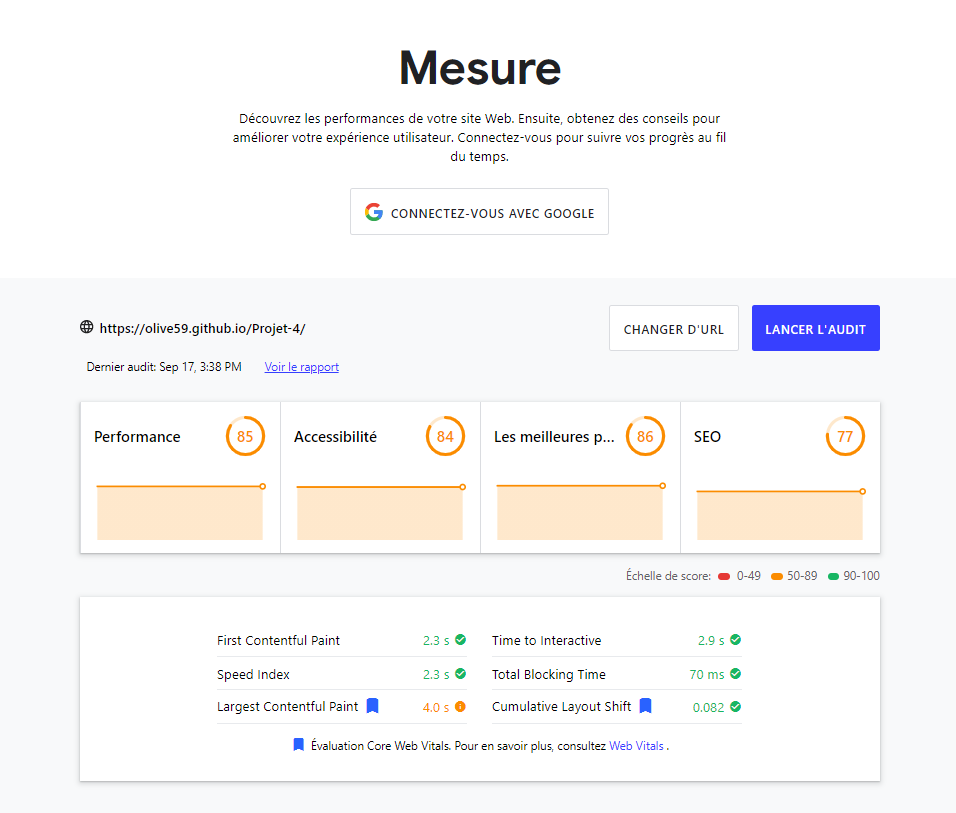 Mesure
Découvrez les performances de votre site Web. Ensuite, obtenez des conseils pour
améliorer votre expérience utilisateur. Connectez-vous pour suivre vos progrès au fil
du temps.
CONNECTEZ-VOUS AVEC GOOGLE
https://olive59.github.io/Projet-4/
CHANGER D'URL
LANCER L'AUDIT
Dernier audit: Sep 17, 3:38 PM Voir le rapport
Performance 85
Accessibilité 84
Les meilleures p... 86
SEO 77
Échelle de score: 0-49 50-89 90-100
First Contentful Paint 2.3 s
Time to Interactive 2.9 s
Speed Index 2.3 s
Total Blocking Time 70 ms
Largest Contentful Paint 4.0 s
Cumulative Layout Shift 0.082
Évaluation Core Web Vitals. Pour en savoir plus, consultez Web Vitals .